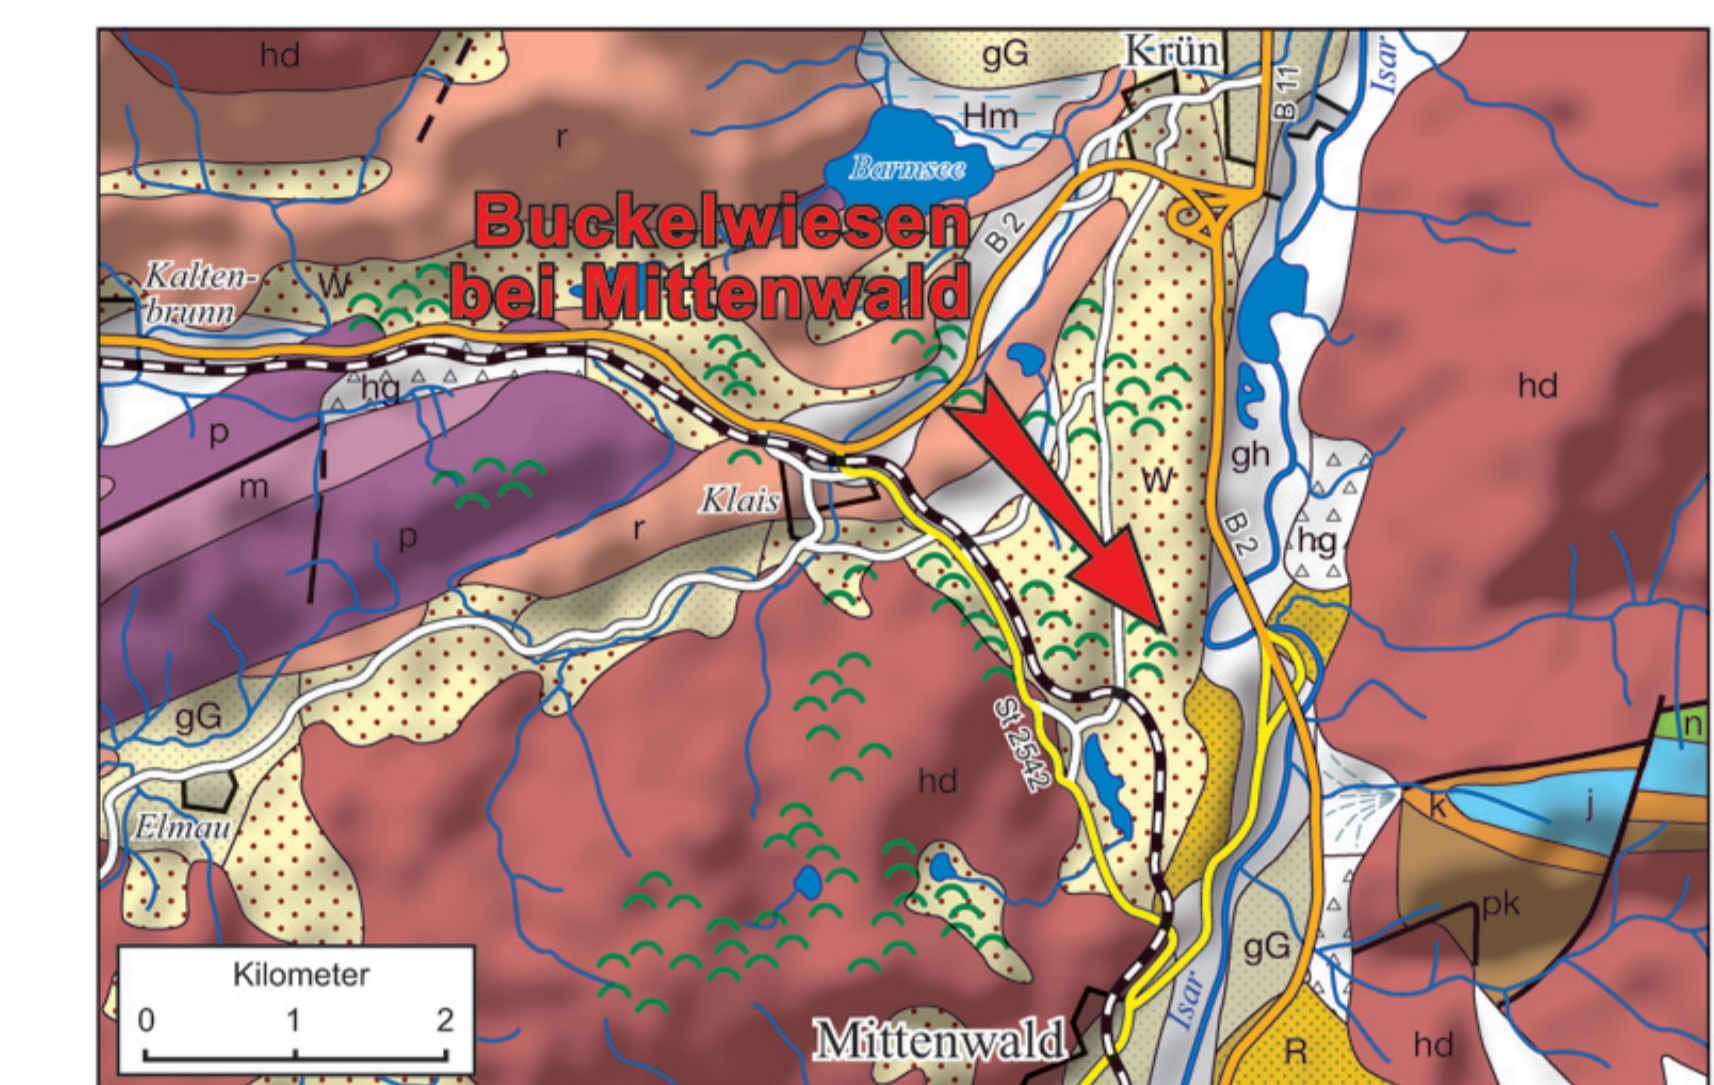 hd
gG
Krün
B 11
Isar
Hm
r
Barmsee
Buckelwiesen
bei Mittenwald
B 2
Kalten-
brunn
W
hg
hd
p
m
Klais
W
gh
B 2
hg
p
r
gG
St 2542
n
hd
k
j
Elmau
pk
gG
Kilometer
0 1 2
Isar
Mittenwald
R
hd